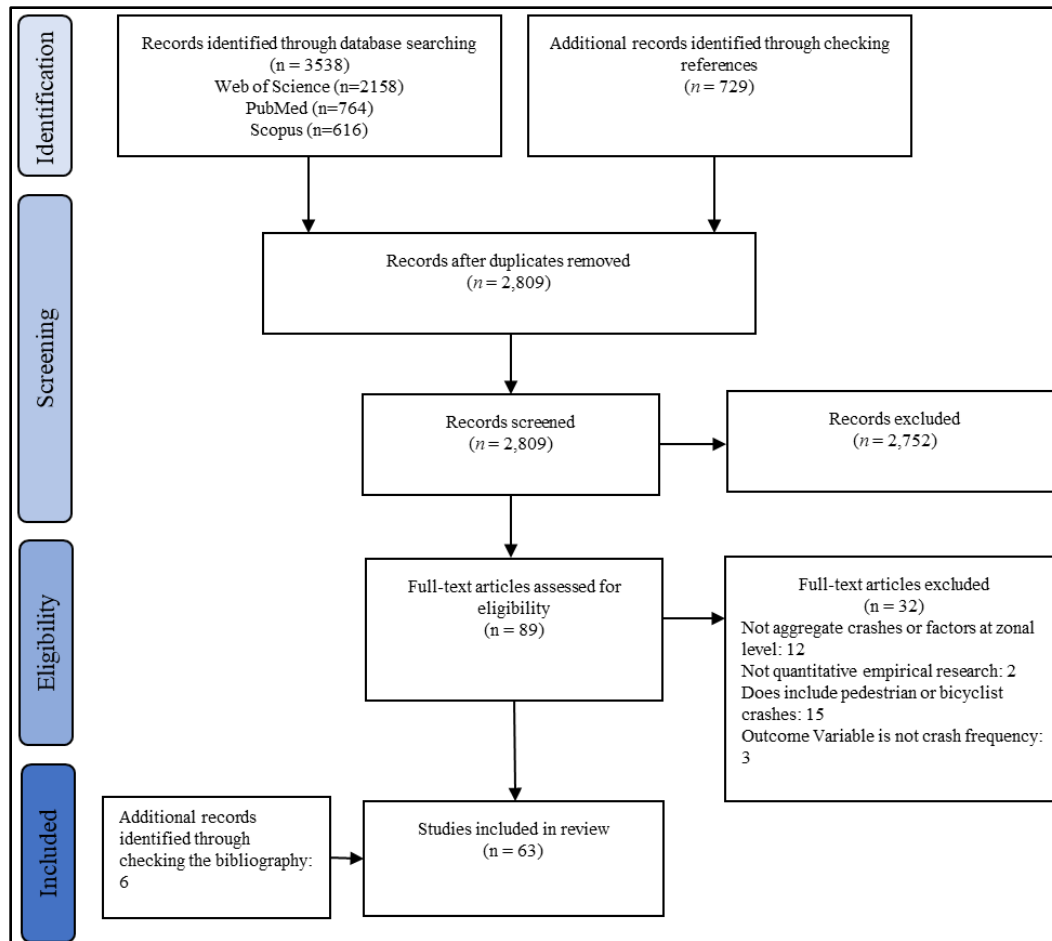 Identification
Records identified through database searching
(n = 3538)
Web of Science (n=2158)
PubMed (n=764)
Scopus (n=616)
Additional records identified through checking
references
(n = 729)
Screening
Records after duplicates removed
(n = 2,809)
Records screened
(n = 2,809)
Records excluded
(n = 2,752)
Eligibility
Full-text articles assessed for
eligibility
(n = 89)
Full-text articles excluded
(n = 32)
Not aggregate crashes or factors at zonal
level: 12
Not quantitative empirical research: 2
Does include pedestrian or bicyclist
crashes: 15
Outcome Variable is not crash frequency:
3
Included
Additional records
identified through
checking the bibliography:
6
Studies included in review
(n = 63)